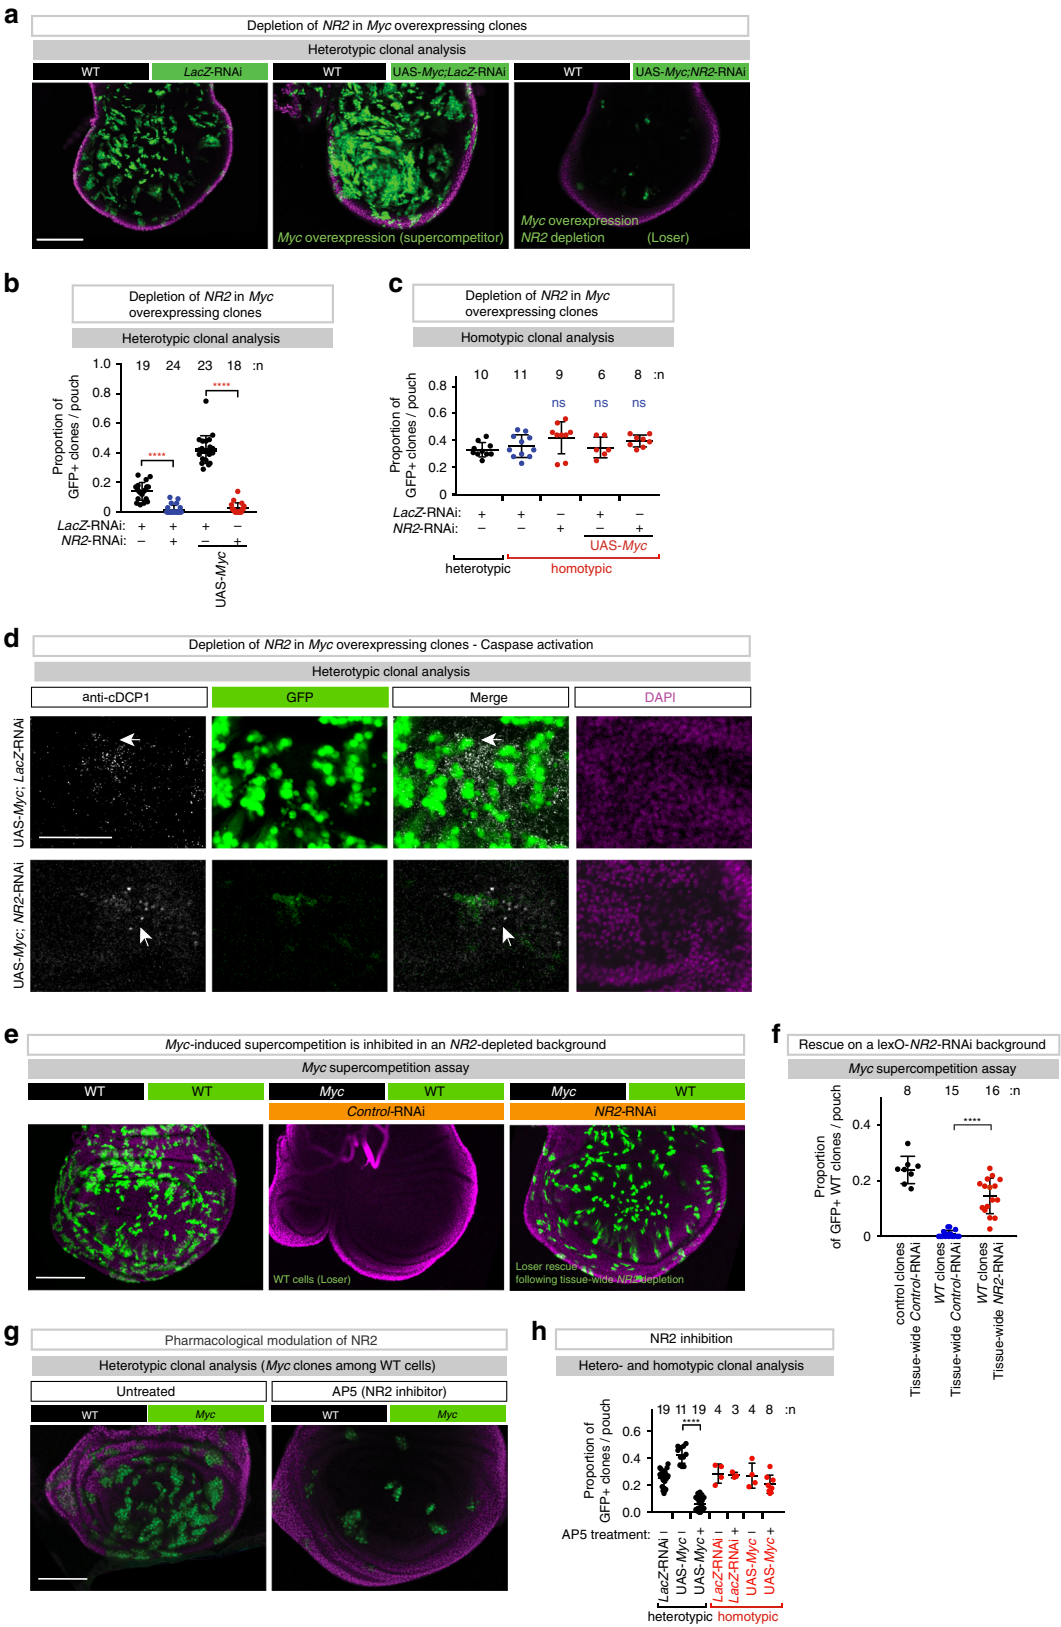 a
Depletion of NR2 in Myc overexpressing clones
Heterotypic clonal analysis
WT LacZ-RNAi WT UAS-Myc;LacZ-RNAi WT UAS-Myc;NR2-RNAi
Myc overexpression (supercompetitor)
Myc overexpression
NR2 depletion (Loser)
b
Depletion of NR2 in Myc
overexpressing clones
Heterotypic clonal analysis
19 24 23 18 :n
**** ****
Proportion of
GFP+ clones / pouch
1.0
0.8
0.6
0.4
0.2
0
LacZ-RNAi: + + + –
NR2-RNAi: – + – +
UAS-Myc
c
Depletion of NR2 in Myc
overexpressing clones
Homotypic clonal analysis
10 11 9 6 8 :n
ns ns ns
Proportion of
GFP+ clones / pouch
0.8
0.6
0.4
0.2
0
LacZ-RNAi: + + – + –
NR2-RNAi: – – + – +
UAS-Myc
heterotypic homotypic
d
Depletion of NR2 in Myc overexpressing clones - Caspase activation
Heterotypic clonal analysis
anti-cDCP1 GFP Merge DAPI
UAS-Myc; LacZ-RNAi
UAS-Myc; NR2-RNAi
e
Myc-induced supercompetition is inhibited in an NR2-depleted background
Myc supercompetition assay
WT WT Myc WT Myc WT
Control-RNAi NR2-RNAi
WT cells (Loser)
Loser rescue
following tissue-wide NR2 depletion
f
Rescue on a lexO-NR2-RNAi background
Myc supercompetition assay
8 15 16 :n
****
Proportion
of GFP+ WT clones / pouch
0.4
0.2
0
control clones
Tissue-wide Control-RNAi
WT clones
Tissue-wide Control-RNAi
WT clones
Tissue-wide NR2-RNAi
g
Pharmacological modulation of NR2
Heterotypic clonal analysis (Myc clones among WT cells)
Untreated AP5 (NR2 inhibitor)
WT Myc WT Myc
h
NR2 inhibition
Hetero- and homotypic clonal analysis
19 11 19 4 3 4 8 :n
****
Proportion of
GFP+ clones / pouch
0.6
0.4
0.2
0.0
AP5 treatment: – – + – + – +
LacZ-RNAi
UAS-Myc
UAS-Myc
LacZ-RNAi
LacZ-RNAi
UAS-Myc
UAS-Myc
heterotypic homotypic